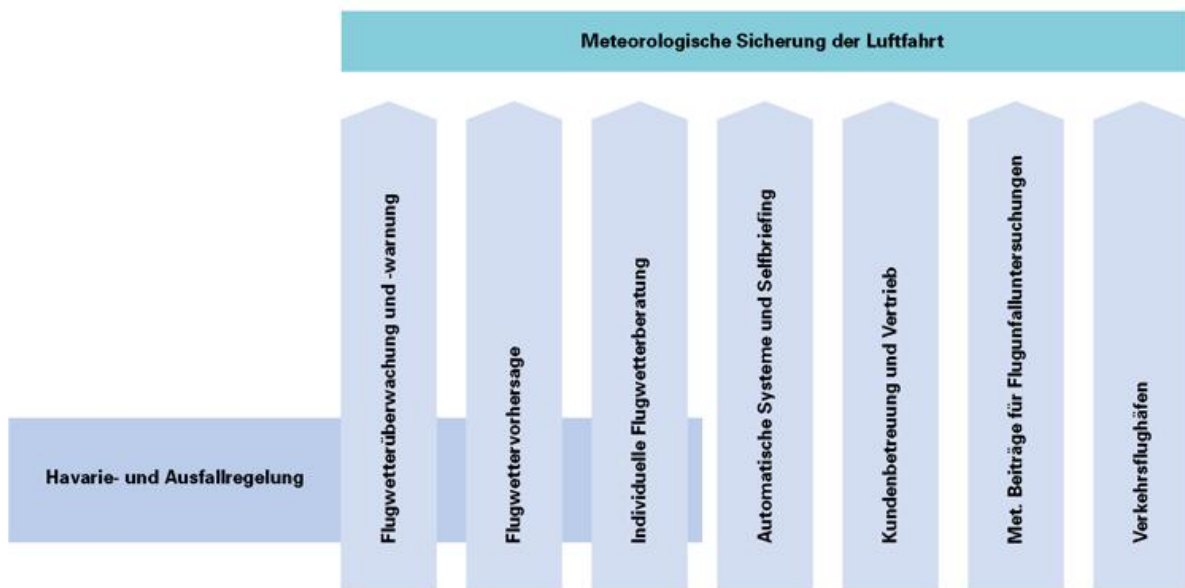 Meteorologische Sicherung der Luftfahrt
Flugwetterüberwachung und -warnung
Flugwettervorhersage
Individuelle Flugwetterberatung
Automatische Systeme und Selfbriefing
Kundenbetreuung und Vertrieb
Met. Beiträge für Flugunfalluntersuchungen
Verkehrsflughäfen
Havarie- und Ausfallregelung